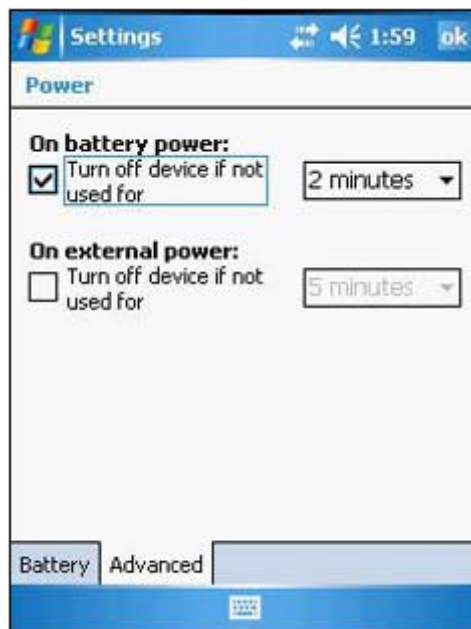 Settings 1:59 ok
Power
On battery power:
Turn off device if not
used for
2 minutes
On external power:
Turn off device if not
used for
5 minutes
Battery Advanced